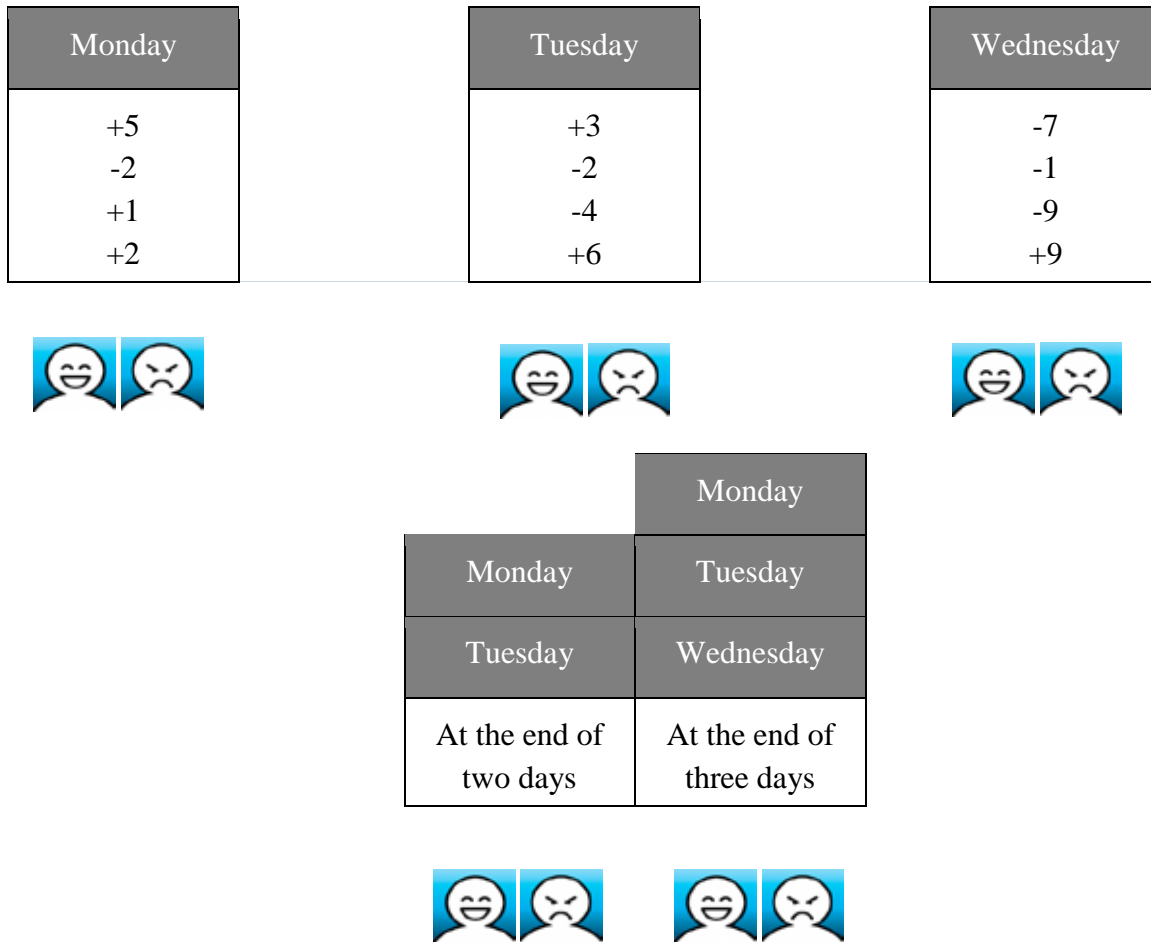 Monday
+5
-2
+1
+2
Tuesday
+3
-2
-4
+6
Wednesday
-7
-1
-9
+9
Monday
Monday
Tuesday
Tuesday
Wednesday
At the end of
two days
At the end of
three days